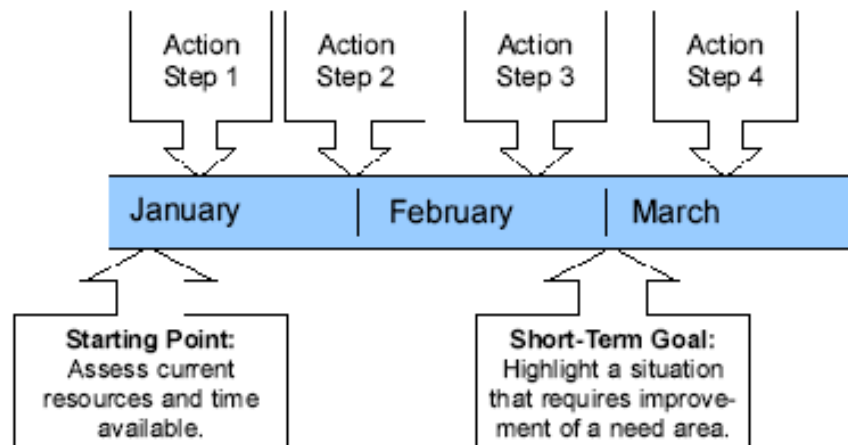 Action
Step 1
Action
Step 2
Action
Step 3
Action
Step 4
January
February
March
Starting Point:
Assess current
resources and time
available.
Short-Term Goal:
Highlight a situation
that requires improve-
ment of a need area.